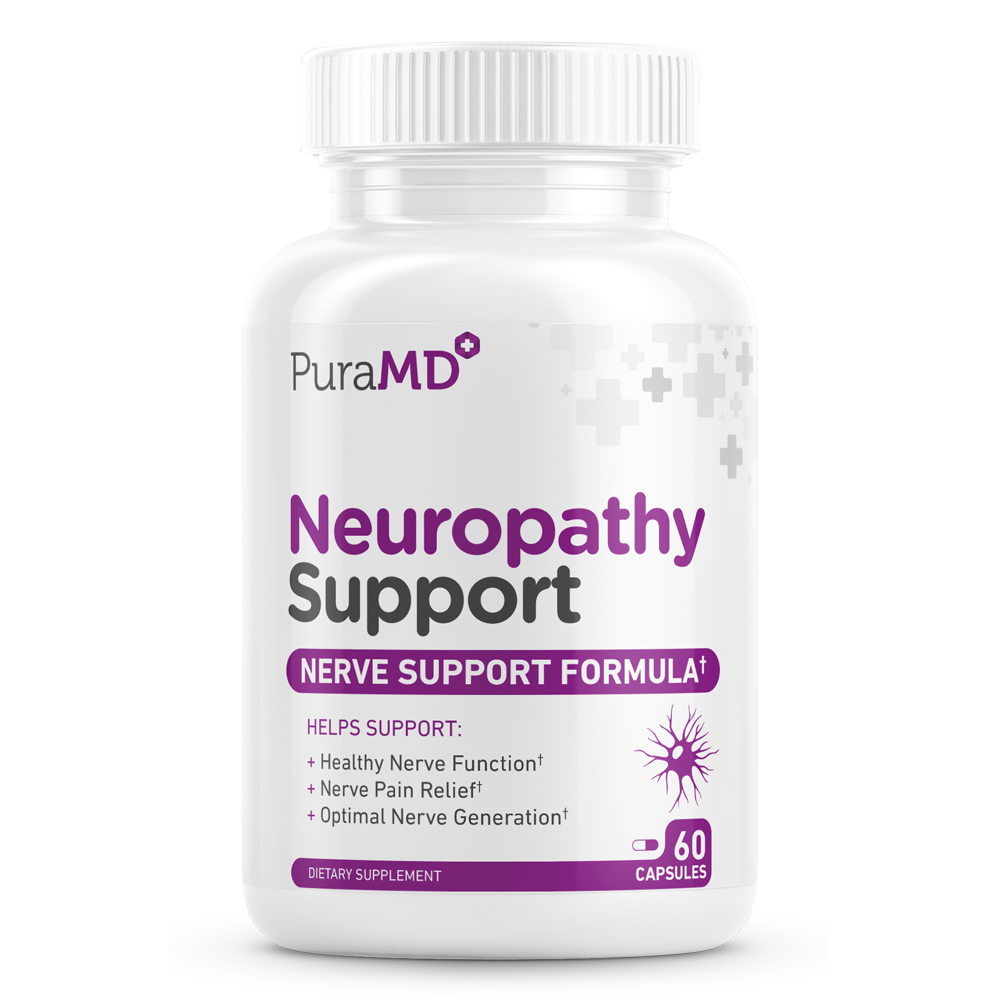 PuraMD
Neuropathy
Support
NERVE SUPPORT FORMULA†
HELPS SUPPORT:
+ Healthy Nerve Function†
+ Nerve Pain Relief†
+ Optimal Nerve Generation†
60
CAPSULES
DIETARY SUPPLEMENT